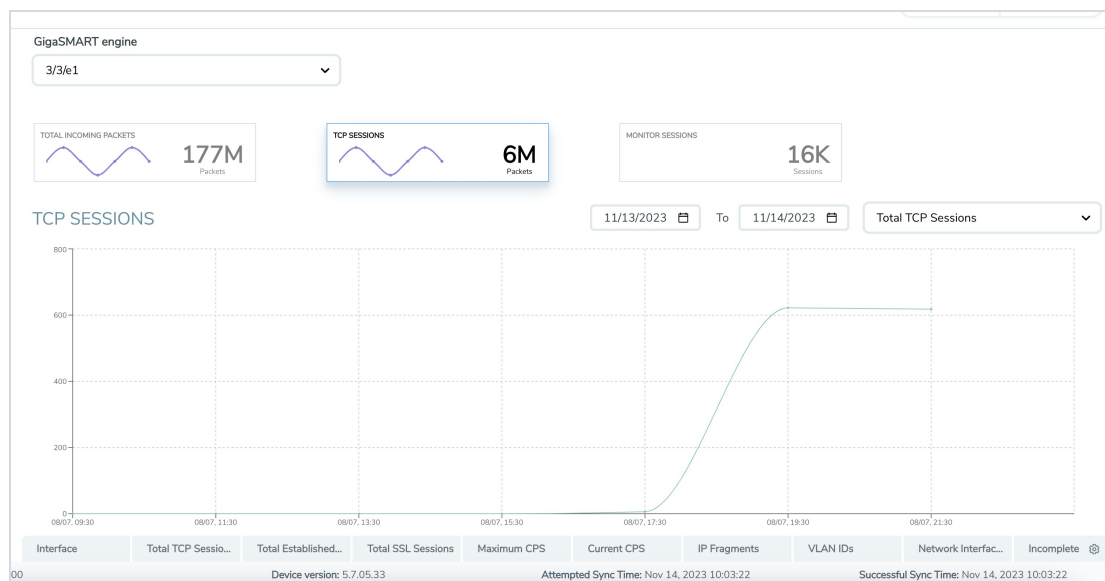 GigaSMART engine
3/3/e1
TOTAL INCOMING PACKETS
177M
Packets
TCP SESSIONS
6M
Packets
MONITOR SESSIONS
16K
Sessions
TCP SESSIONS
11/13/2023 To 11/14/2023 Total TCP Sessions
800
600
400
200
0
08/07, 09:30 08/07, 11:30 08/07, 13:30 08/07, 15:30 08/07, 17:30 08/07, 19:30 08/07, 21:30
Interface Total TCP Sessio... Total Established... Total SSL Sessions Maximum CPS Current CPS IP Fragments VLAN IDs Network Interfac... Incomplete
00 Device version: 5.7.05.33 Attempted Sync Time: Nov 14, 2023 10:03:22 Successful Sync Time: Nov 14, 2023 10:03:22